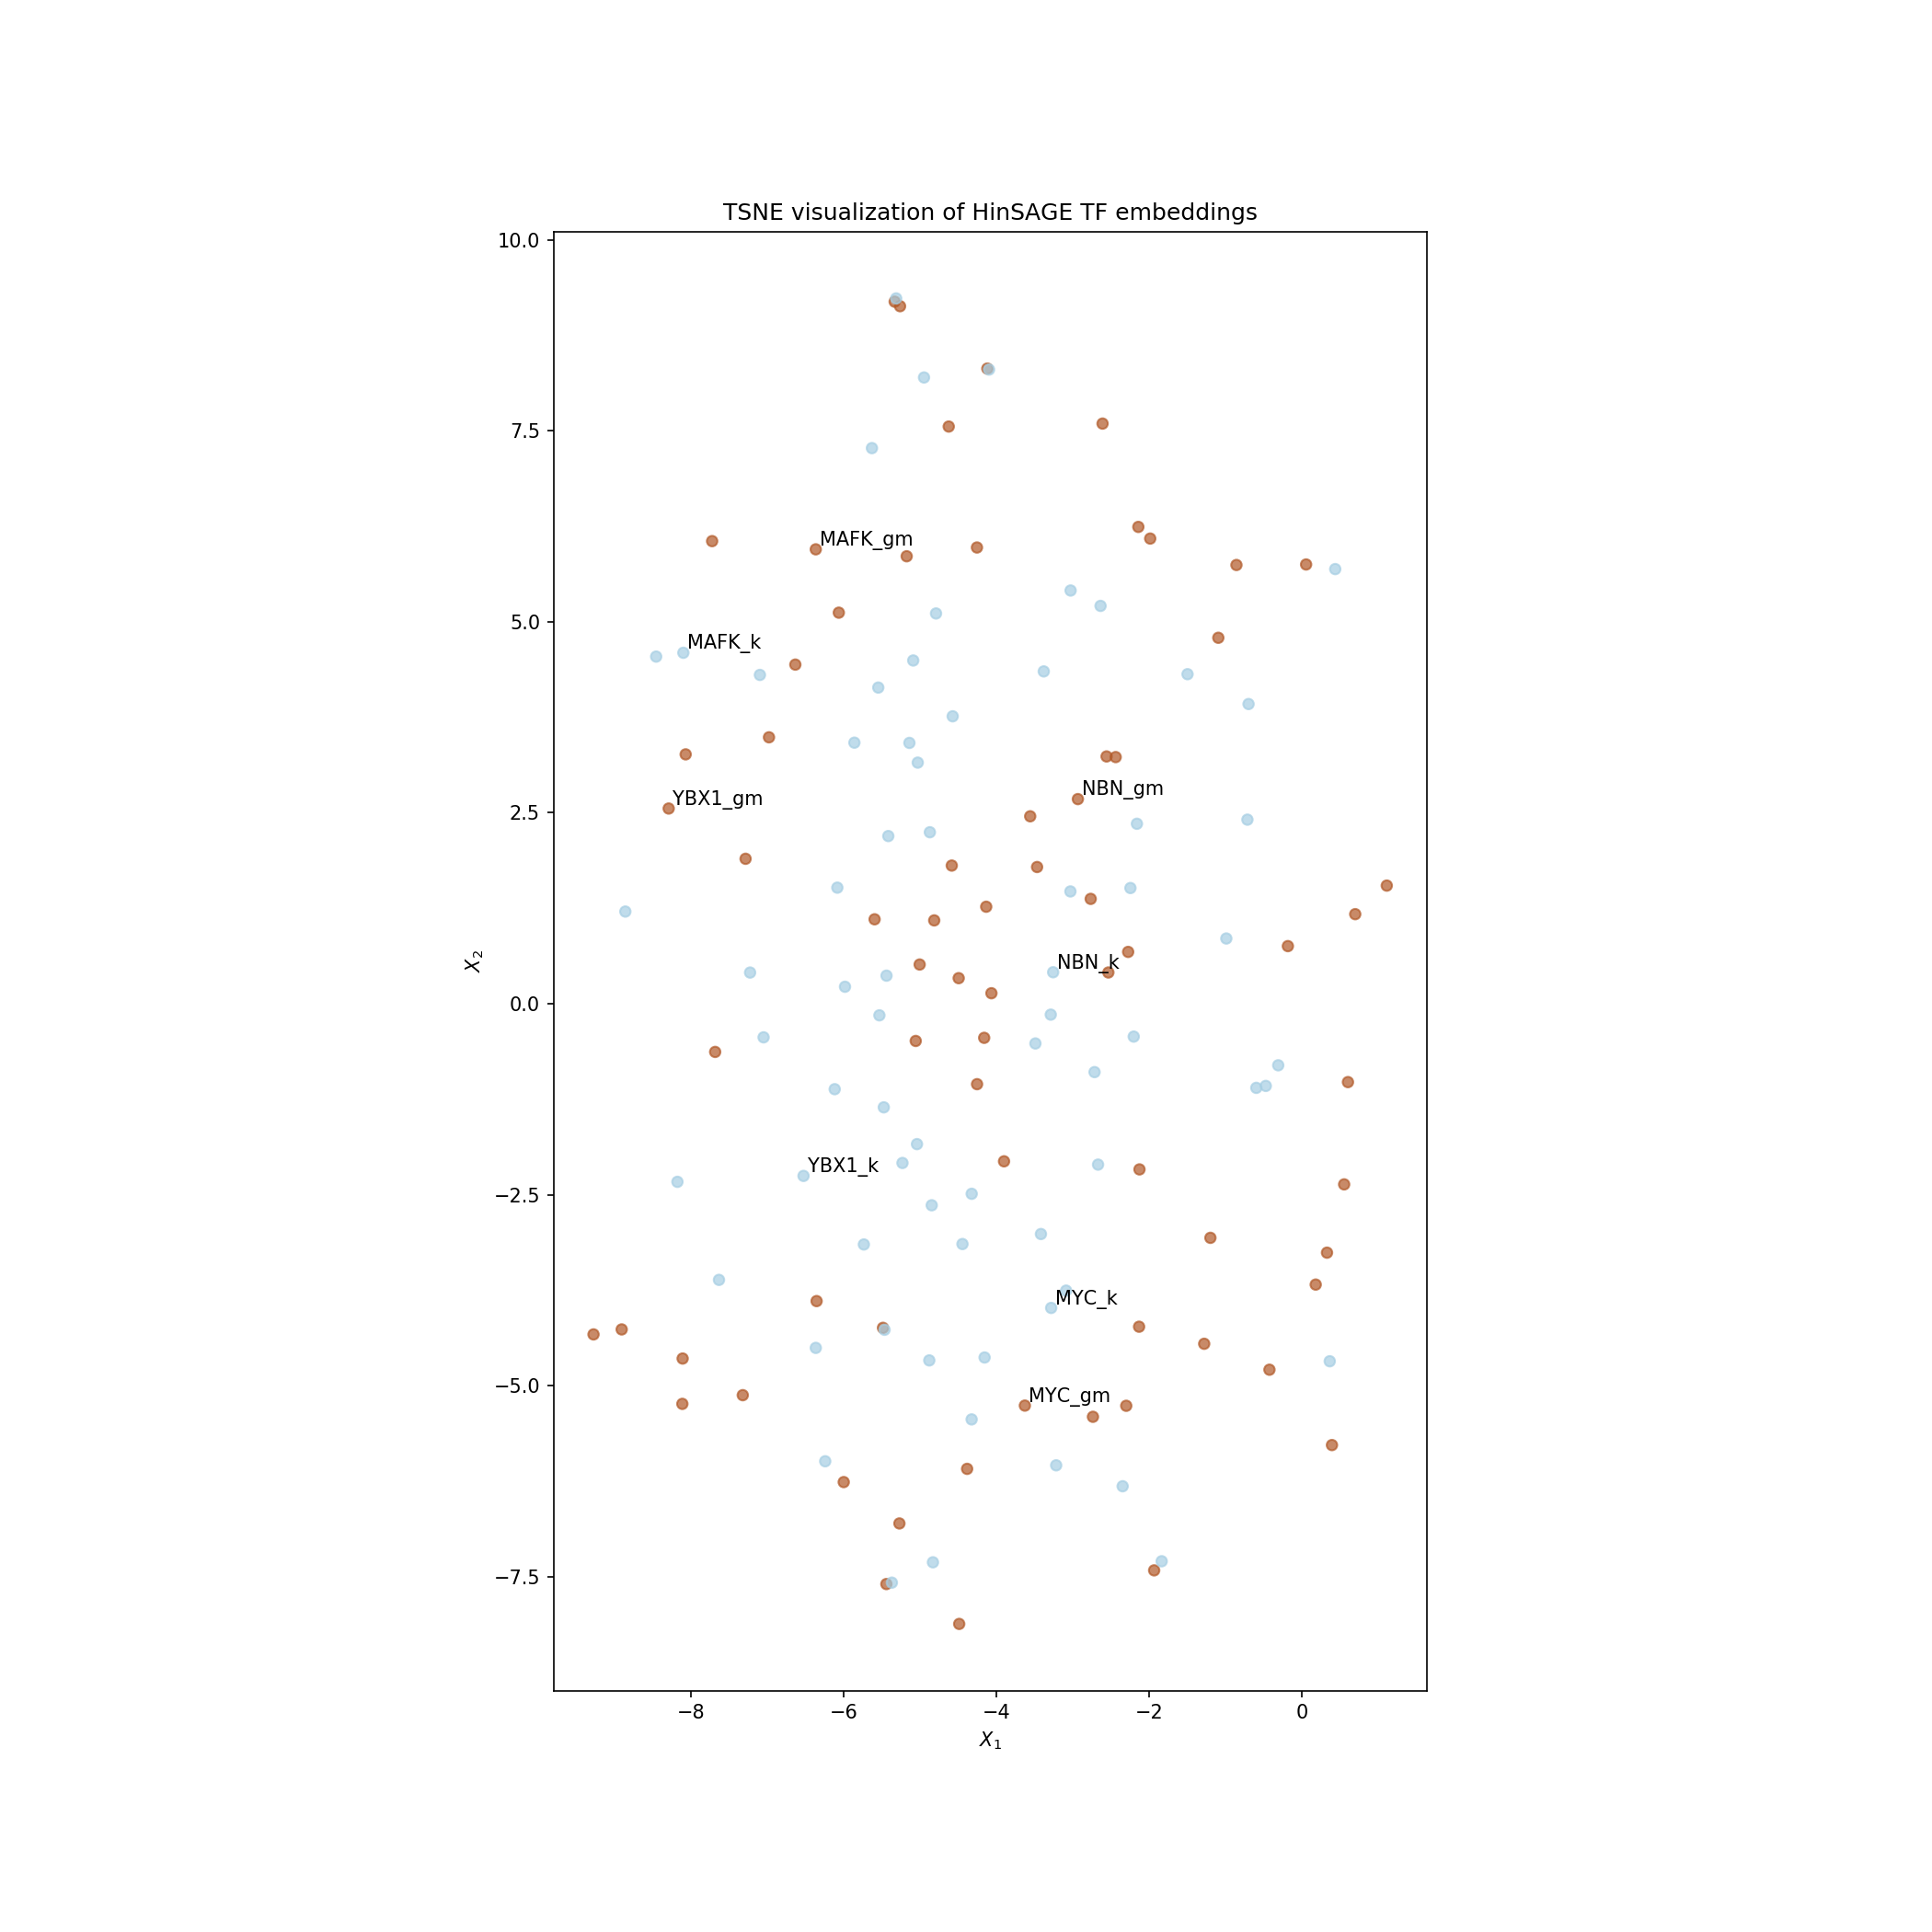 TSNE visualization of HinSAGE TF embeddings
10.0
7.5
MAFK_gm
5.0
MAFK_k
NBN_gm
YBX1_gm
2.5
X₂
NBN_k
0.0
YBX1_k
−2.5
MYC_k
−5.0
MYC_gm
−7.5
−8 −6 −4 −2 0
X₁